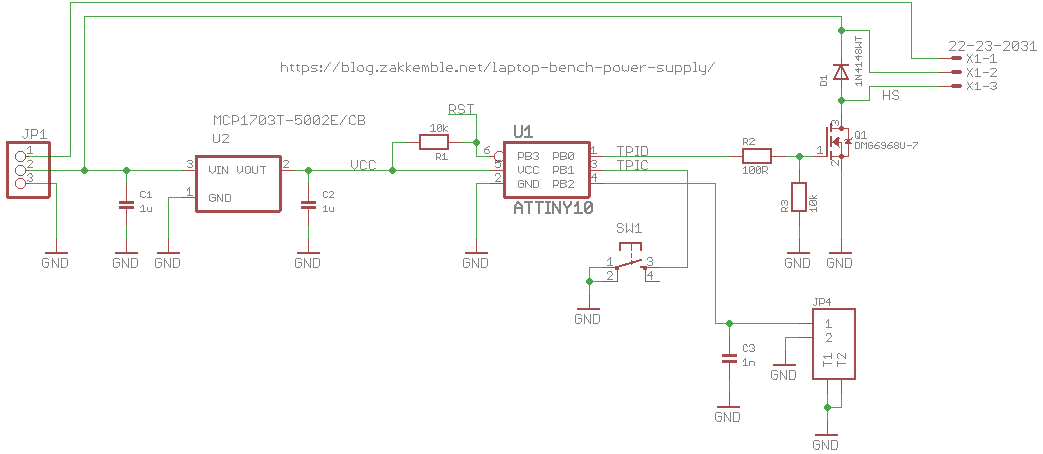 22-23-2031
X1-1
X1-2
X1-3
HS
D1
1N4148WT
https://blog.zakkemble.net/laptop-bench-power-supply/
JP1
1
2
3
MCP1703T-5002E/CB
U2
3 VIN VOUT 2
1 GND
VCC
C1
1u
C2
1u
RST
10k
R1
U1
6 PB3 PB0 1
5 VCC PB1 3
2 GND PB2 4
ATTINY10
TPID
TPIC
R2
100R
R3
10k
3
1
2
Q1
DMG6968U-7
GND
GND
GND
GND
GND
GND
GND
SW1
1 3
2 4
GND
JP4
1
2
T1
T2
C3
1n
GND
GND
GND